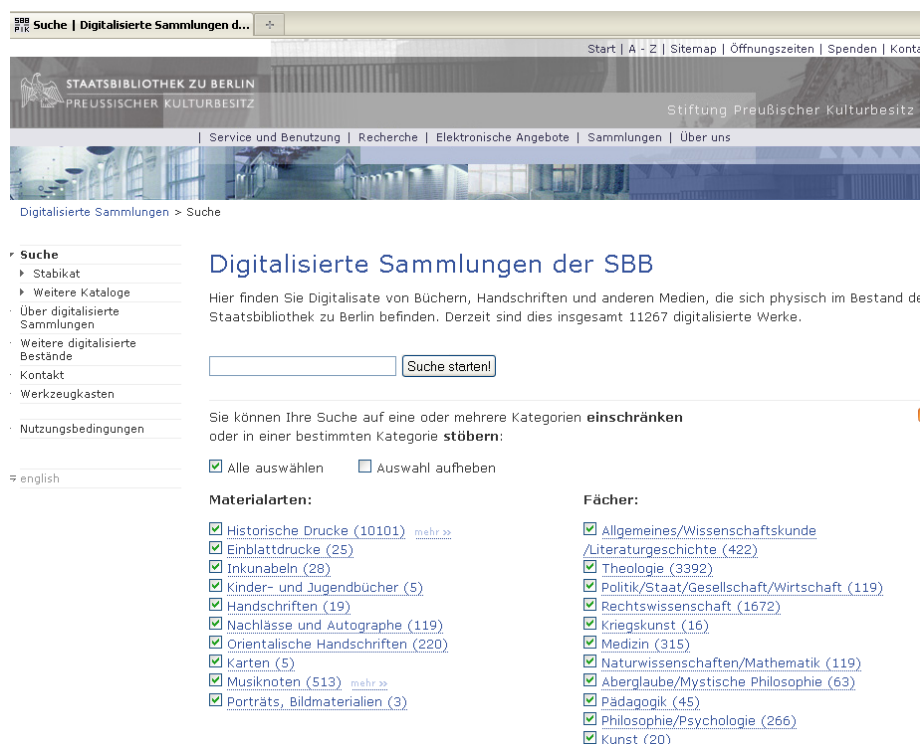 SBB PIK Suche | Digitalisierte Sammlungen d...
Start | A - Z | Sitemap | Öffnungszeiten | Spenden | Konta
STAATSBIBLIOTHEK ZU BERLIN
PREUSSISCHER KULTURBESITZ
Stiftung Preußischer Kulturbesitz
| Service und Benutzung | Recherche | Elektronische Angebote | Sammlungen | Über uns
Digitalisierte Sammlungen > Suche
Suche
Stabikat
Weitere Kataloge
Über digitalisierte
Sammlungen
Weitere digitalisierte
Bestände
Kontakt
Werkzeugkasten
Nutzungsbedingungen
english
Digitalisierte Sammlungen der SBB
Hier finden Sie Digitalisate von Büchern, Handschriften und anderen Medien, die sich physisch im Bestand de
Staatsbibliothek zu Berlin befinden. Derzeit sind dies insgesamt 11267 digitalisierte Werke.
Suche starten!
Sie können Ihre Suche auf eine oder mehrere Kategorien einschränken
oder in einer bestimmten Kategorie stöbern:
Alle auswählen Auswahl aufheben
Materialarten:
Historische Drucke (10101) mehr »
Einblattdrucke (25)
Inkunabeln (28)
Kinder- und Jugendbücher (5)
Handschriften (19)
Nachlässe und Autographe (119)
Orientalische Handschriften (220)
Karten (5)
Musiknoten (513) mehr »
Porträts, Bildmaterialien (3)
Fächer:
Allgemeines/Wissenschaftskunde
/Literaturgeschichte (422)
Theologie (3392)
Politik/Staat/Gesellschaft/Wirtschaft (119)
Rechtswissenschaft (1672)
Kriegskunst (16)
Medizin (315)
Naturwissenschaften/Mathematik (119)
Aberglaube/Mystische Philosophie (63)
Pädagogik (45)
Philosophie/Psychologie (266)
Kunst (20)